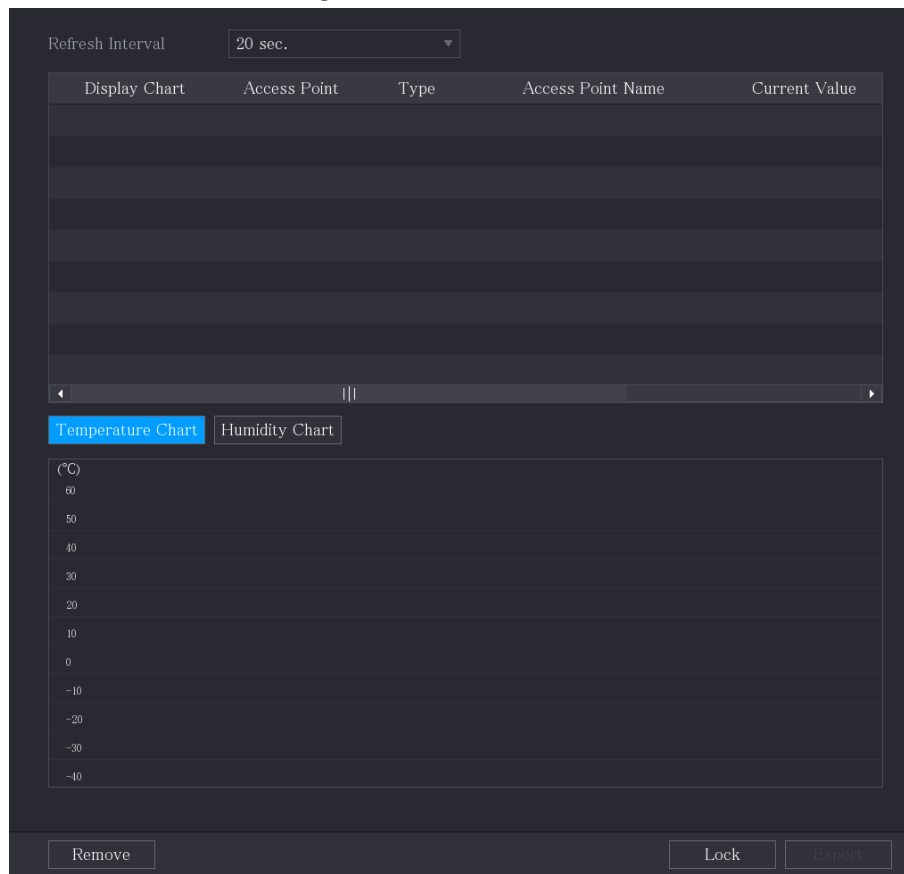 Refresh Interval 20 sec.
Display Chart Access Point Type Access Point Name Current Value
Temperature Chart Humidity Chart
(°C)
60
50
40
30
20
10
0
-10
-20
-30
-40
Remove Lock Export